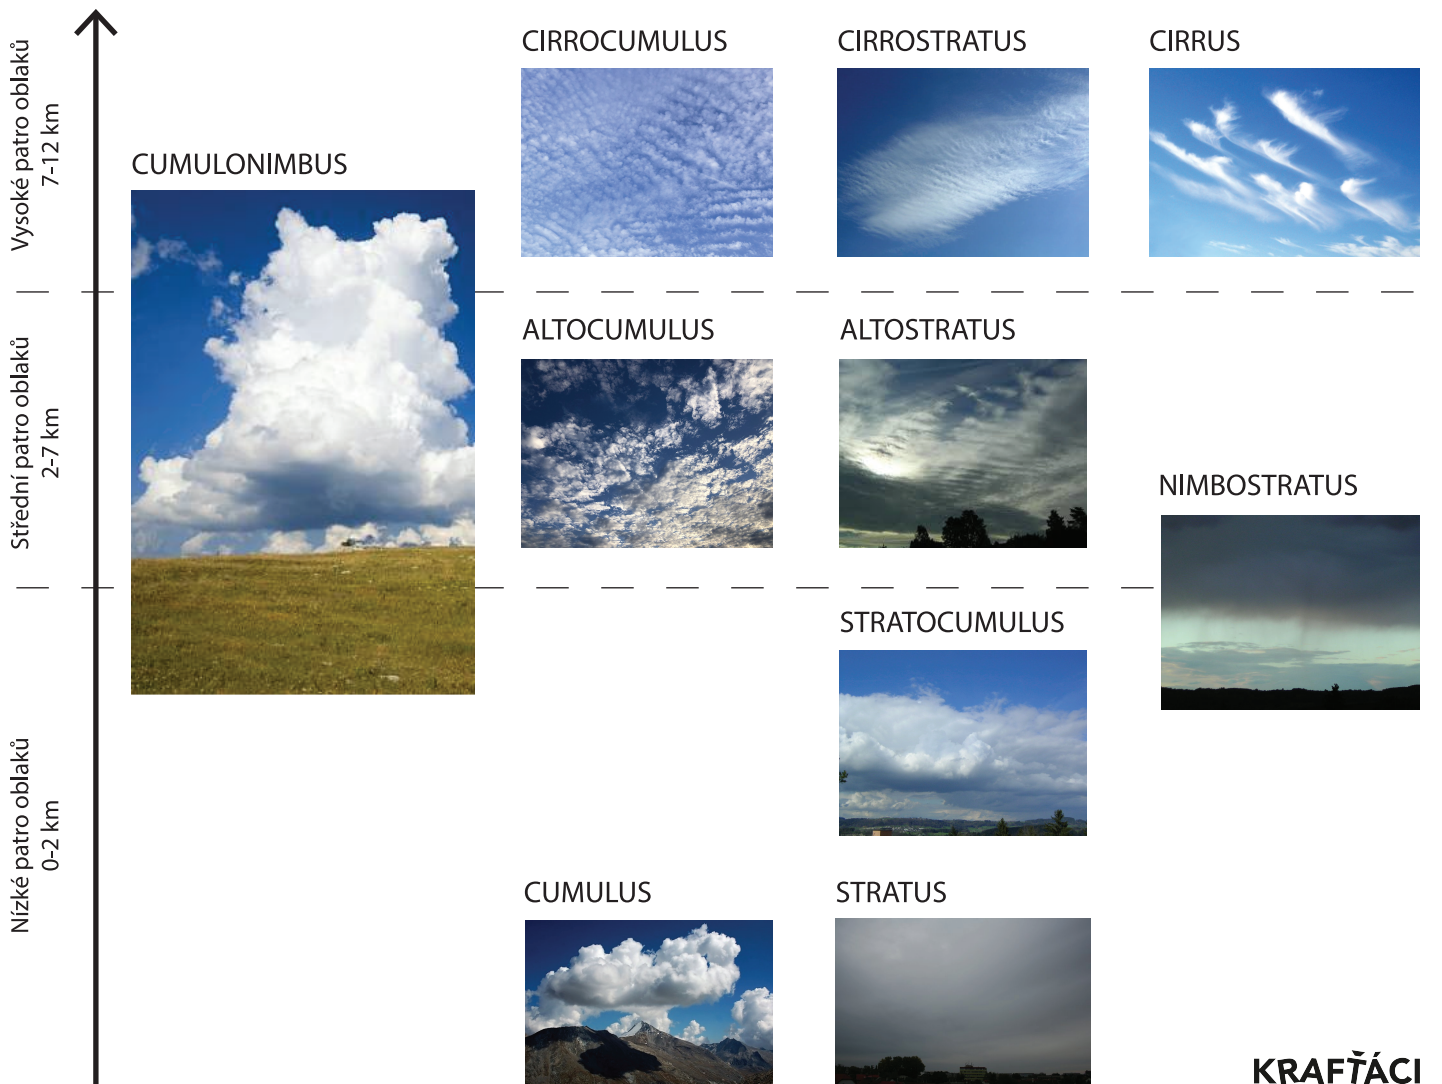 Vysoké patro oblaků
7-12 km
CIRROCUMULUS
CIRROSTRATUS
CIRRUS
CUMULONIMBUS
Střední patro oblaků
2-7 km
ALTOCUMULUS
ALTOSTRATUS
NIMBOSTRATUS
Nízké patro oblaků
0-2 km
STRATOCUMULUS
CUMULUS
STRATUS
KRAFŤÁCI